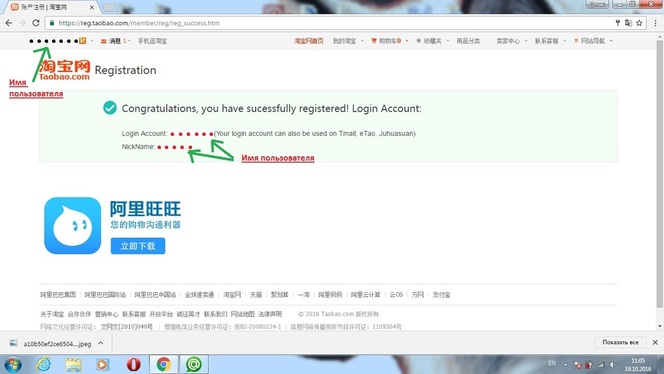 账户注册 | 淘宝网
https://reg.taobao.com/member/reg/reg_success.htm
消息 1 手机逛淘宝 淘宝网首页 我的淘宝 购物车0 收藏夹 商品分类 卖家中心 联系客服 网站导航
淘宝网
Taobao.com
Registration
Имя
пользователя
Congratulations, you have sucessfully registered! Login Account:
Login Account: (Your login account can also be used on Tmall, eTao, Juhuasuan)
NickName:
Имя пользователя
阿里旺旺
您的购物沟通利器
立即下载
阿里巴巴集团 | 阿里巴巴国际站 | 阿里巴巴中国站 | 全球速卖通 | 淘宝网 | 天猫 | 聚划算 | 一淘 | 阿里妈妈 | 阿里云计算 | 云OS | 万网 | 支付宝
关于淘宝 合作伙伴 营销中心 联系客服 开放平台 诚征英才 联系我们 网站地图 法律声明 © 2016 Taobao.com 版权所有
网络文化经营许可证：文网文[2010]040号 | 增值电信业务经营许可证：浙B2-20080224-1 | 信息网络传播视听节目许可证：1109364号
a10b50ef2ce6504....jpeg
Показать все
EN
11:05
19.10.2016